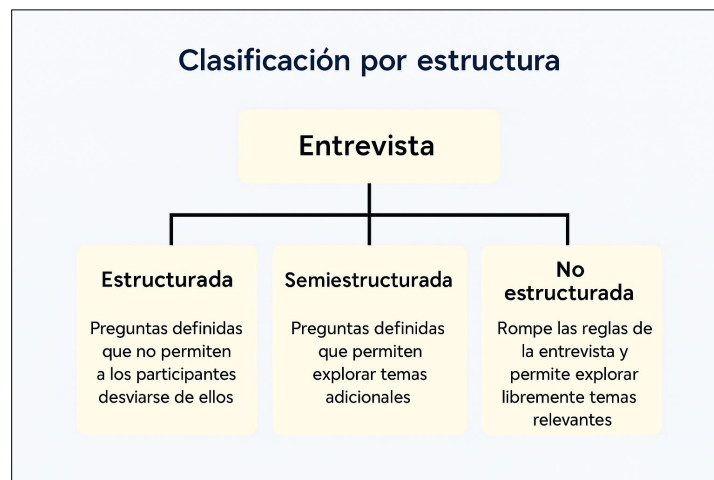 Clasificación por estructura
Entrevista
Estructurada
Preguntas definidas
que no permiten
a los participantes
desviarse de ellos
Semiestructurada
Preguntas definidas
que permiten
explorar temas
adicionales
No
estructurada
Rompe las reglas de
la entrevista y
permite explorar
libremente temas
relevantes